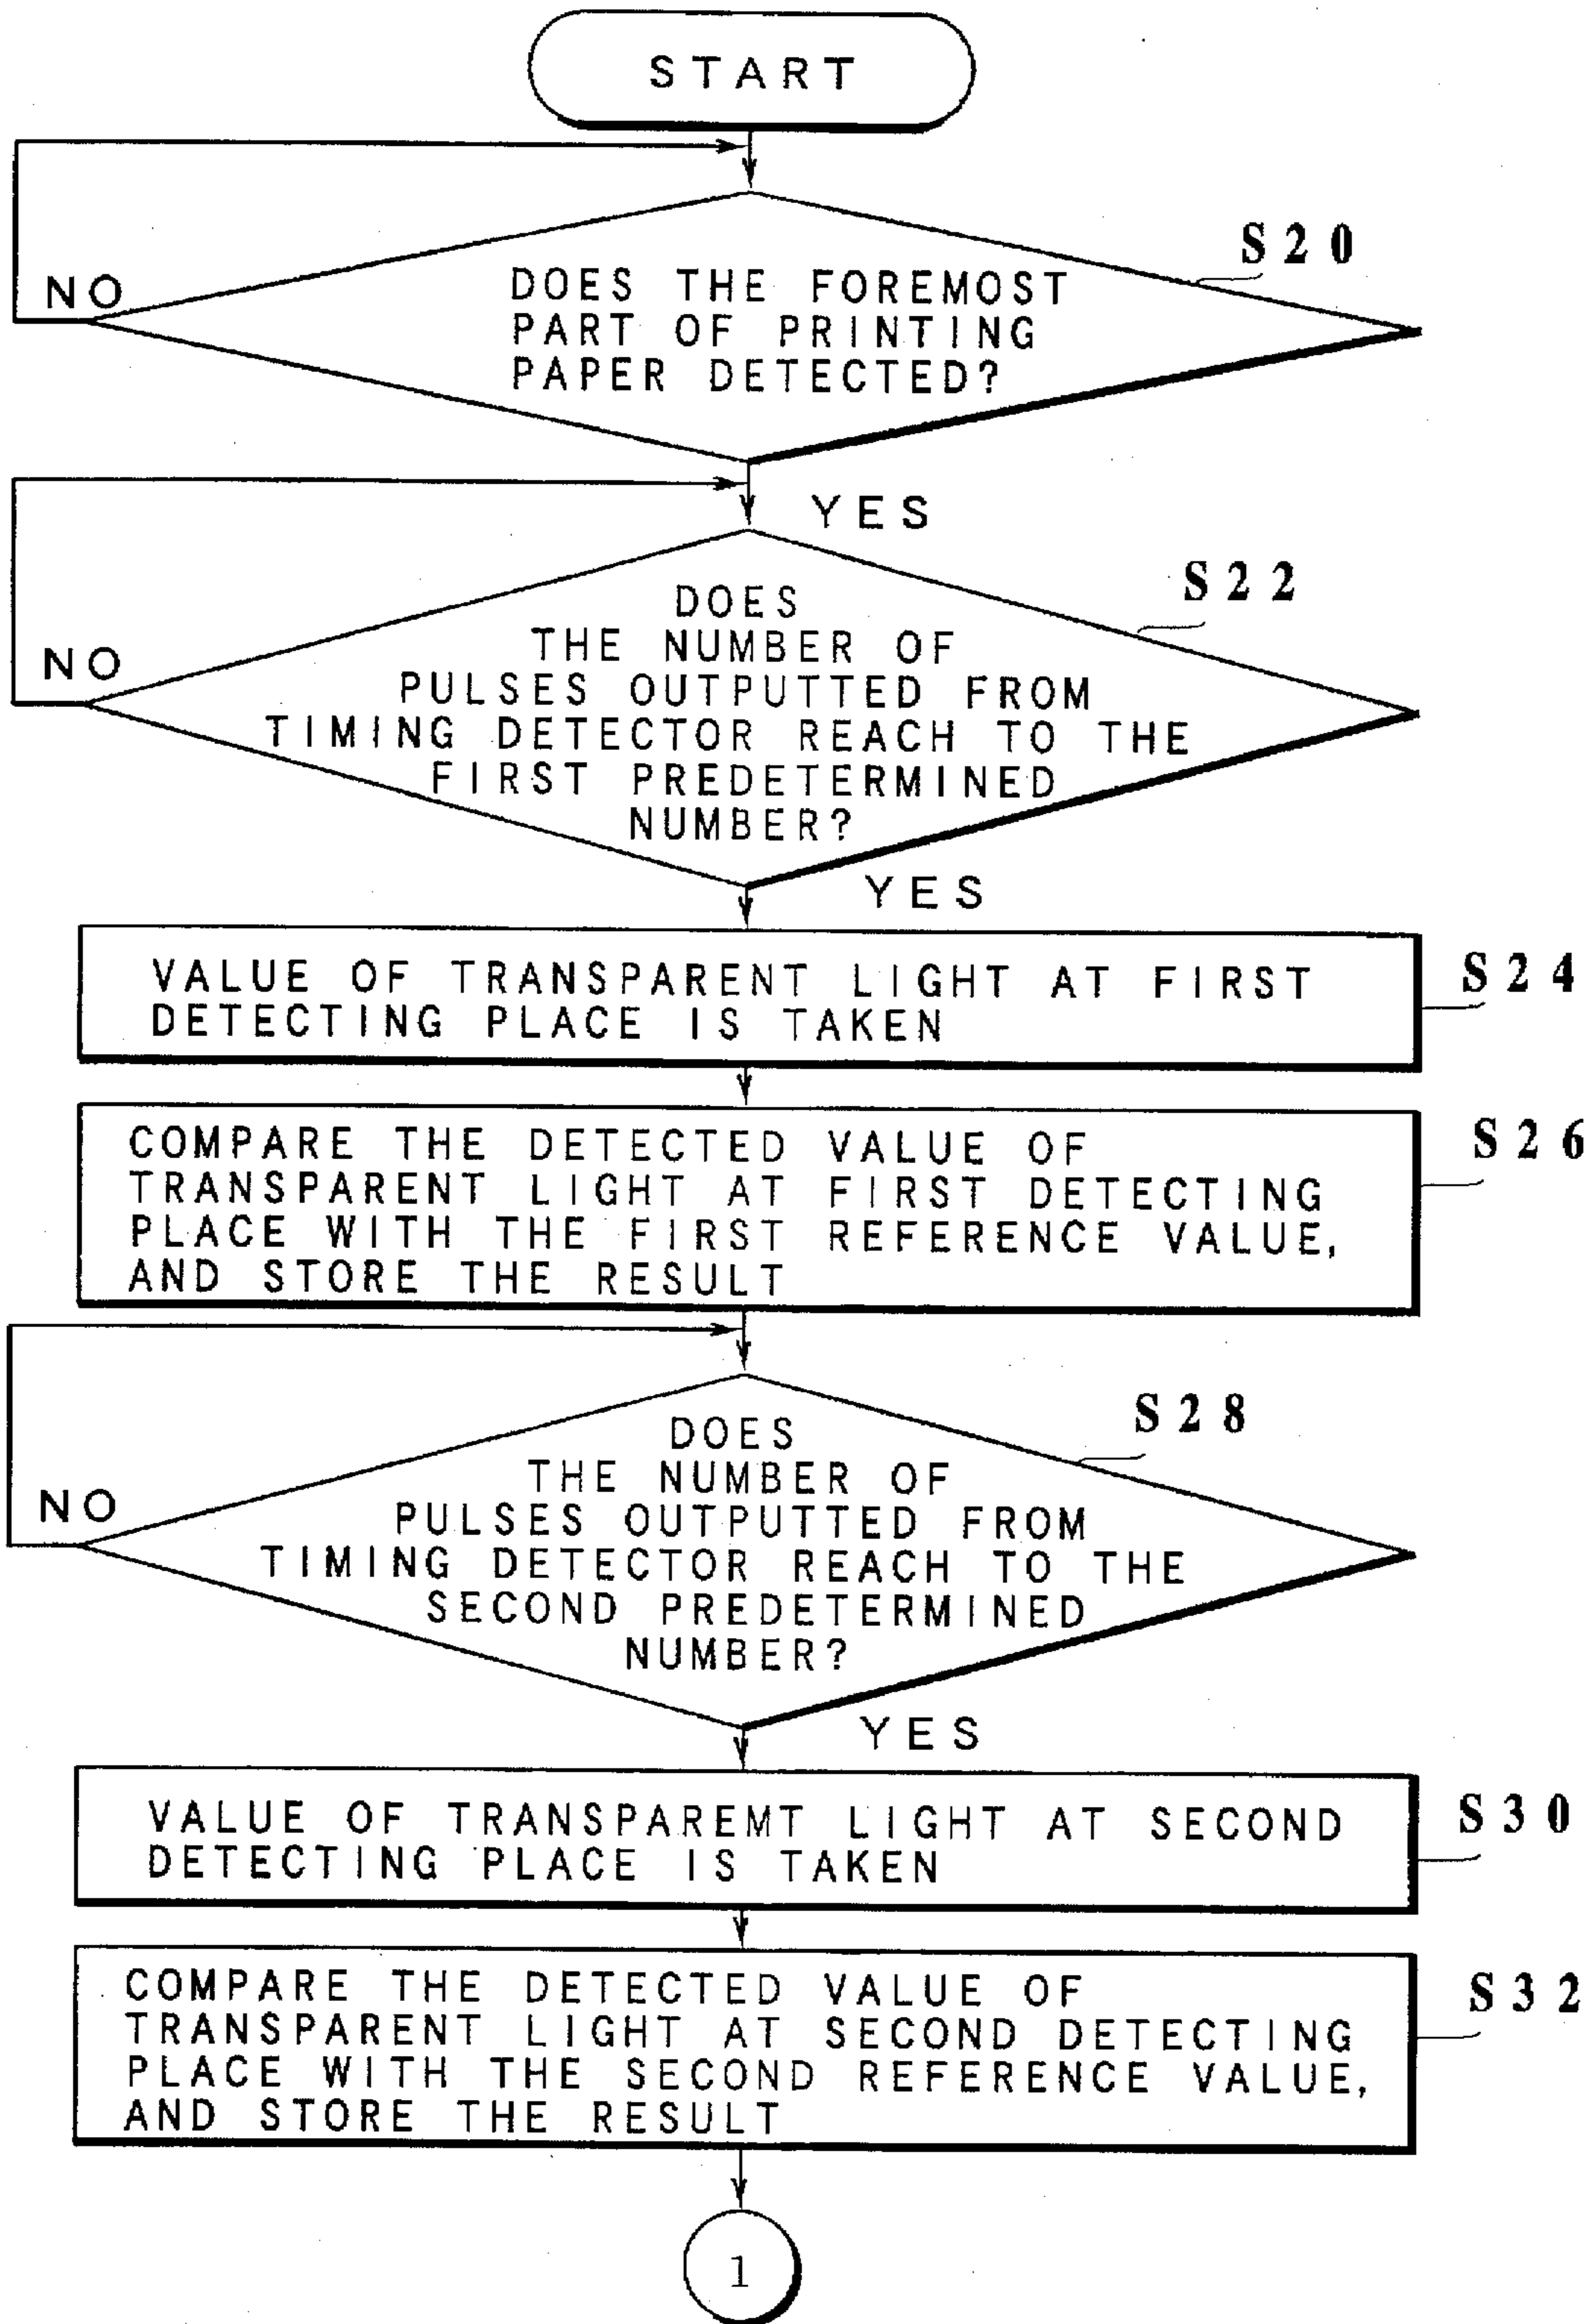 START
S20
NO
DOES THE FOREMOST
PART OF PRINTING
PAPER DETECTED?
YES
S22
NO
DOES
THE NUMBER OF
PULSES OUTPUTTED FROM
TIMING DETECTOR REACH TO THE
FIRST PREDETERMINED
NUMBER?
YES
S24
VALUE OF TRANSPARENT LIGHT AT FIRST
DETECTING PLACE IS TAKEN
S26
COMPARE THE DETECTED VALUE OF
TRANSPARENT LIGHT AT FIRST DETECTING
PLACE WITH THE FIRST REFERENCE VALUE,
AND STORE THE RESULT
S28
NO
DOES
THE NUMBER OF
PULSES OUTPUTTED FROM
TIMING DETECTOR REACH TO THE
SECOND PREDETERMINED
NUMBER?
YES
S30
VALUE OF TRANSPAREMT LIGHT AT SECOND
DETECTING PLACE IS TAKEN
S32
COMPARE THE DETECTED VALUE OF
TRANSPARENT LIGHT AT SECOND DETECTING
PLACE WITH THE SECOND REFERENCE VALUE,
AND STORE THE RESULT
1